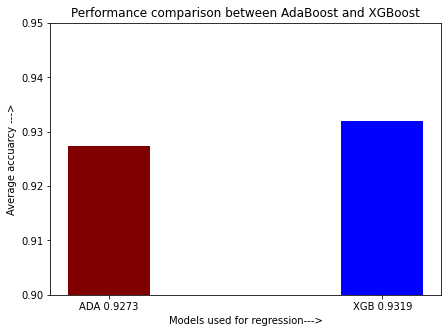 Performance comparison between AdaBoost and XGBoost
0.95
0.94
0.93
0.92
0.91
0.90
Average accuarcy --->
ADA 0.9273
XGB 0.9319
Models used for regression--->